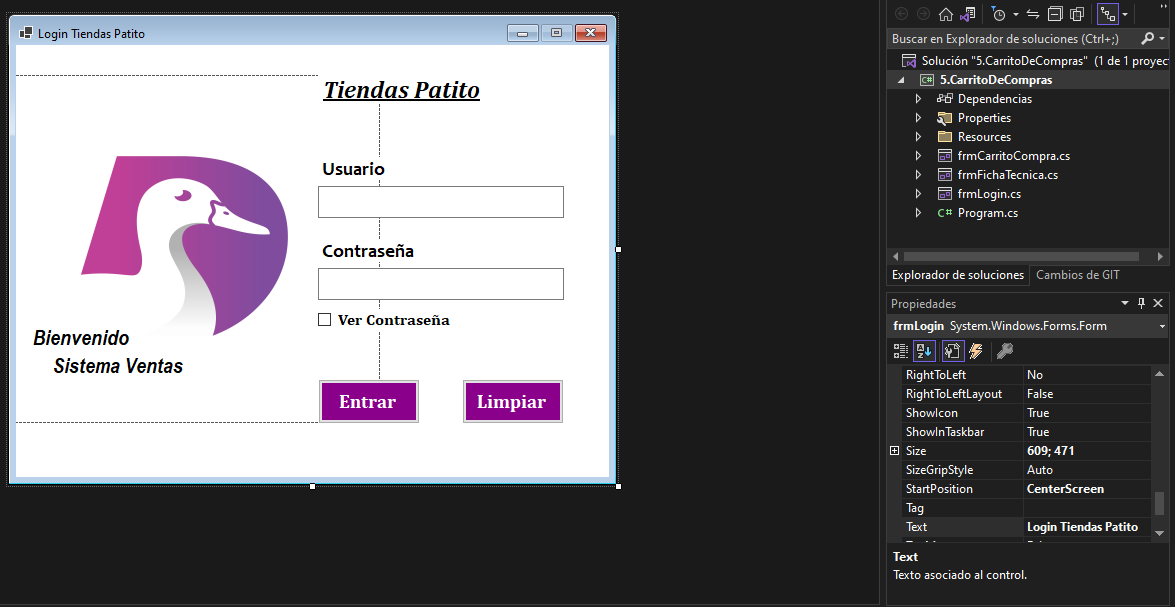 Login Tiendas Patito
Tiendas Patito
Usuario
Contraseña
Ver Contraseña
Bienvenido
Sistema Ventas
Entrar
Limpiar
Buscar en Explorador de soluciones (Ctrl+;)
Solución "5.CarritoDeCompras" (1 de 1 proyec
C# 5.CarritoDeCompras
Dependencias
Properties
Resources
frmCarritoCompra.cs
frmFichaTecnica.cs
frmLogin.cs
C# Program.cs
Explorador de soluciones Cambios de GIT
Propiedades
frmLogin System.Windows.Forms.Form
RightToLeft No
RightToLeftLayout False
ShowIcon True
ShowInTaskbar True
Size 609; 471
SizeGripStyle Auto
StartPosition CenterScreen
Tag
Text Login Tiendas Patito
Text
Texto asociado al control.